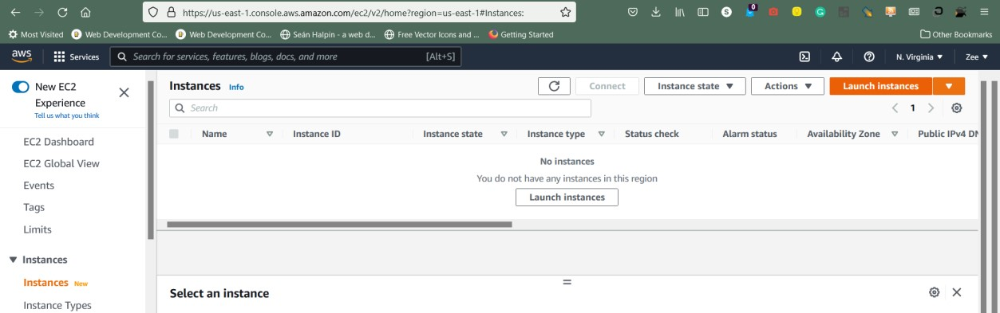 https://us-east-1.console.aws.amazon.com/ec2/v2/home?region=us-east-1#Instances:
S 0 G
Most Visited Web Development Co... Web Development Co... Seán Halpin - a web d... Free Vector Icons and ... Getting Started Other Bookmarks
aws Services Search for services, features, blogs, docs, and more [Alt+S] N. Virginia Zee
New EC2 Experience
Tell us what you think
EC2 Dashboard
EC2 Global View
Events
Tags
Limits
Instances
Instances New
Instance Types
Instances Info Connect Instance state Actions Launch instances
Search 1
Name Instance ID Instance state Instance type Status check Alarm status Availability Zone Public IPv4 DN
No instances
You do not have any instances in this region
Launch instances
Select an instance